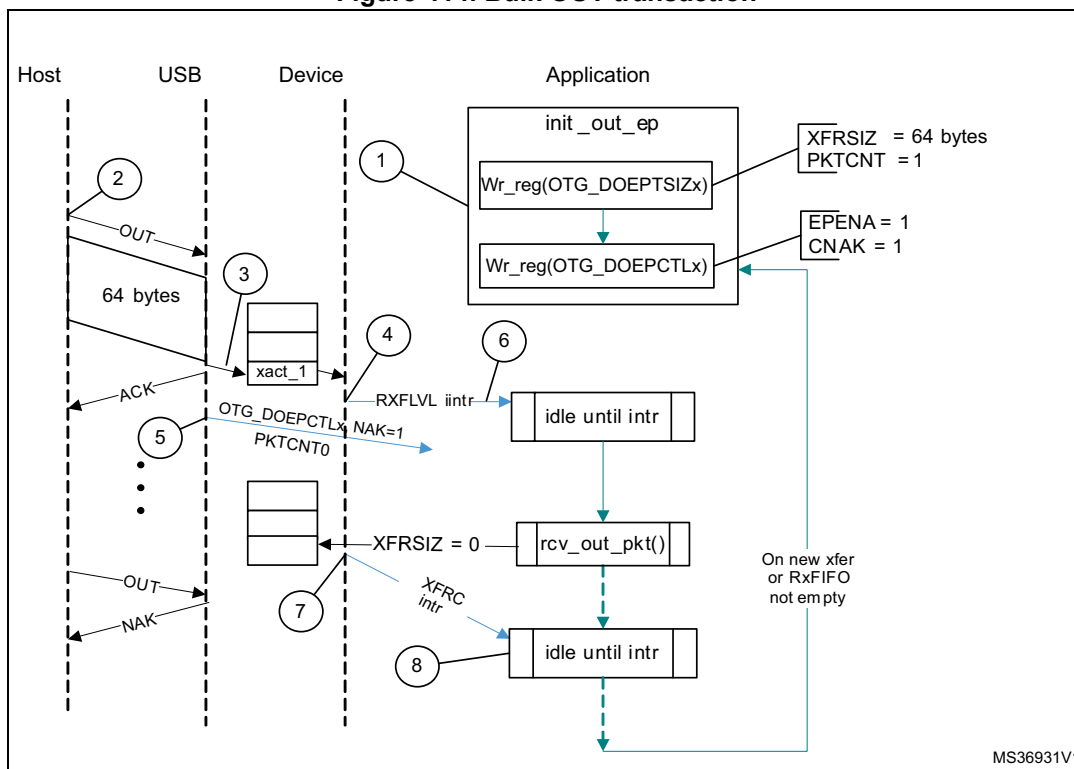 Host
USB
Device
Application
init _out_ep
XFRSIZ = 64 bytes
PKTCNT = 1
1
Wr_reg(OTG_DOEPTSIZx)
2
OUT
EPENA = 1
CNAK = 1
Wr_reg(OTG_DOEPCTLx)
3
64 bytes
4
6
xact_1
ACK
RXFLVL iintr
idle until intr
OTG_DOEPCTLx, NAK=1
PKTCNT0
5
XFRSIZ = 0
rcv_out_pkt()
On new xfer
or RxFIFO
not empty
OUT
XFRC
intr
7
NAK
8
idle until intr
MS36931V1